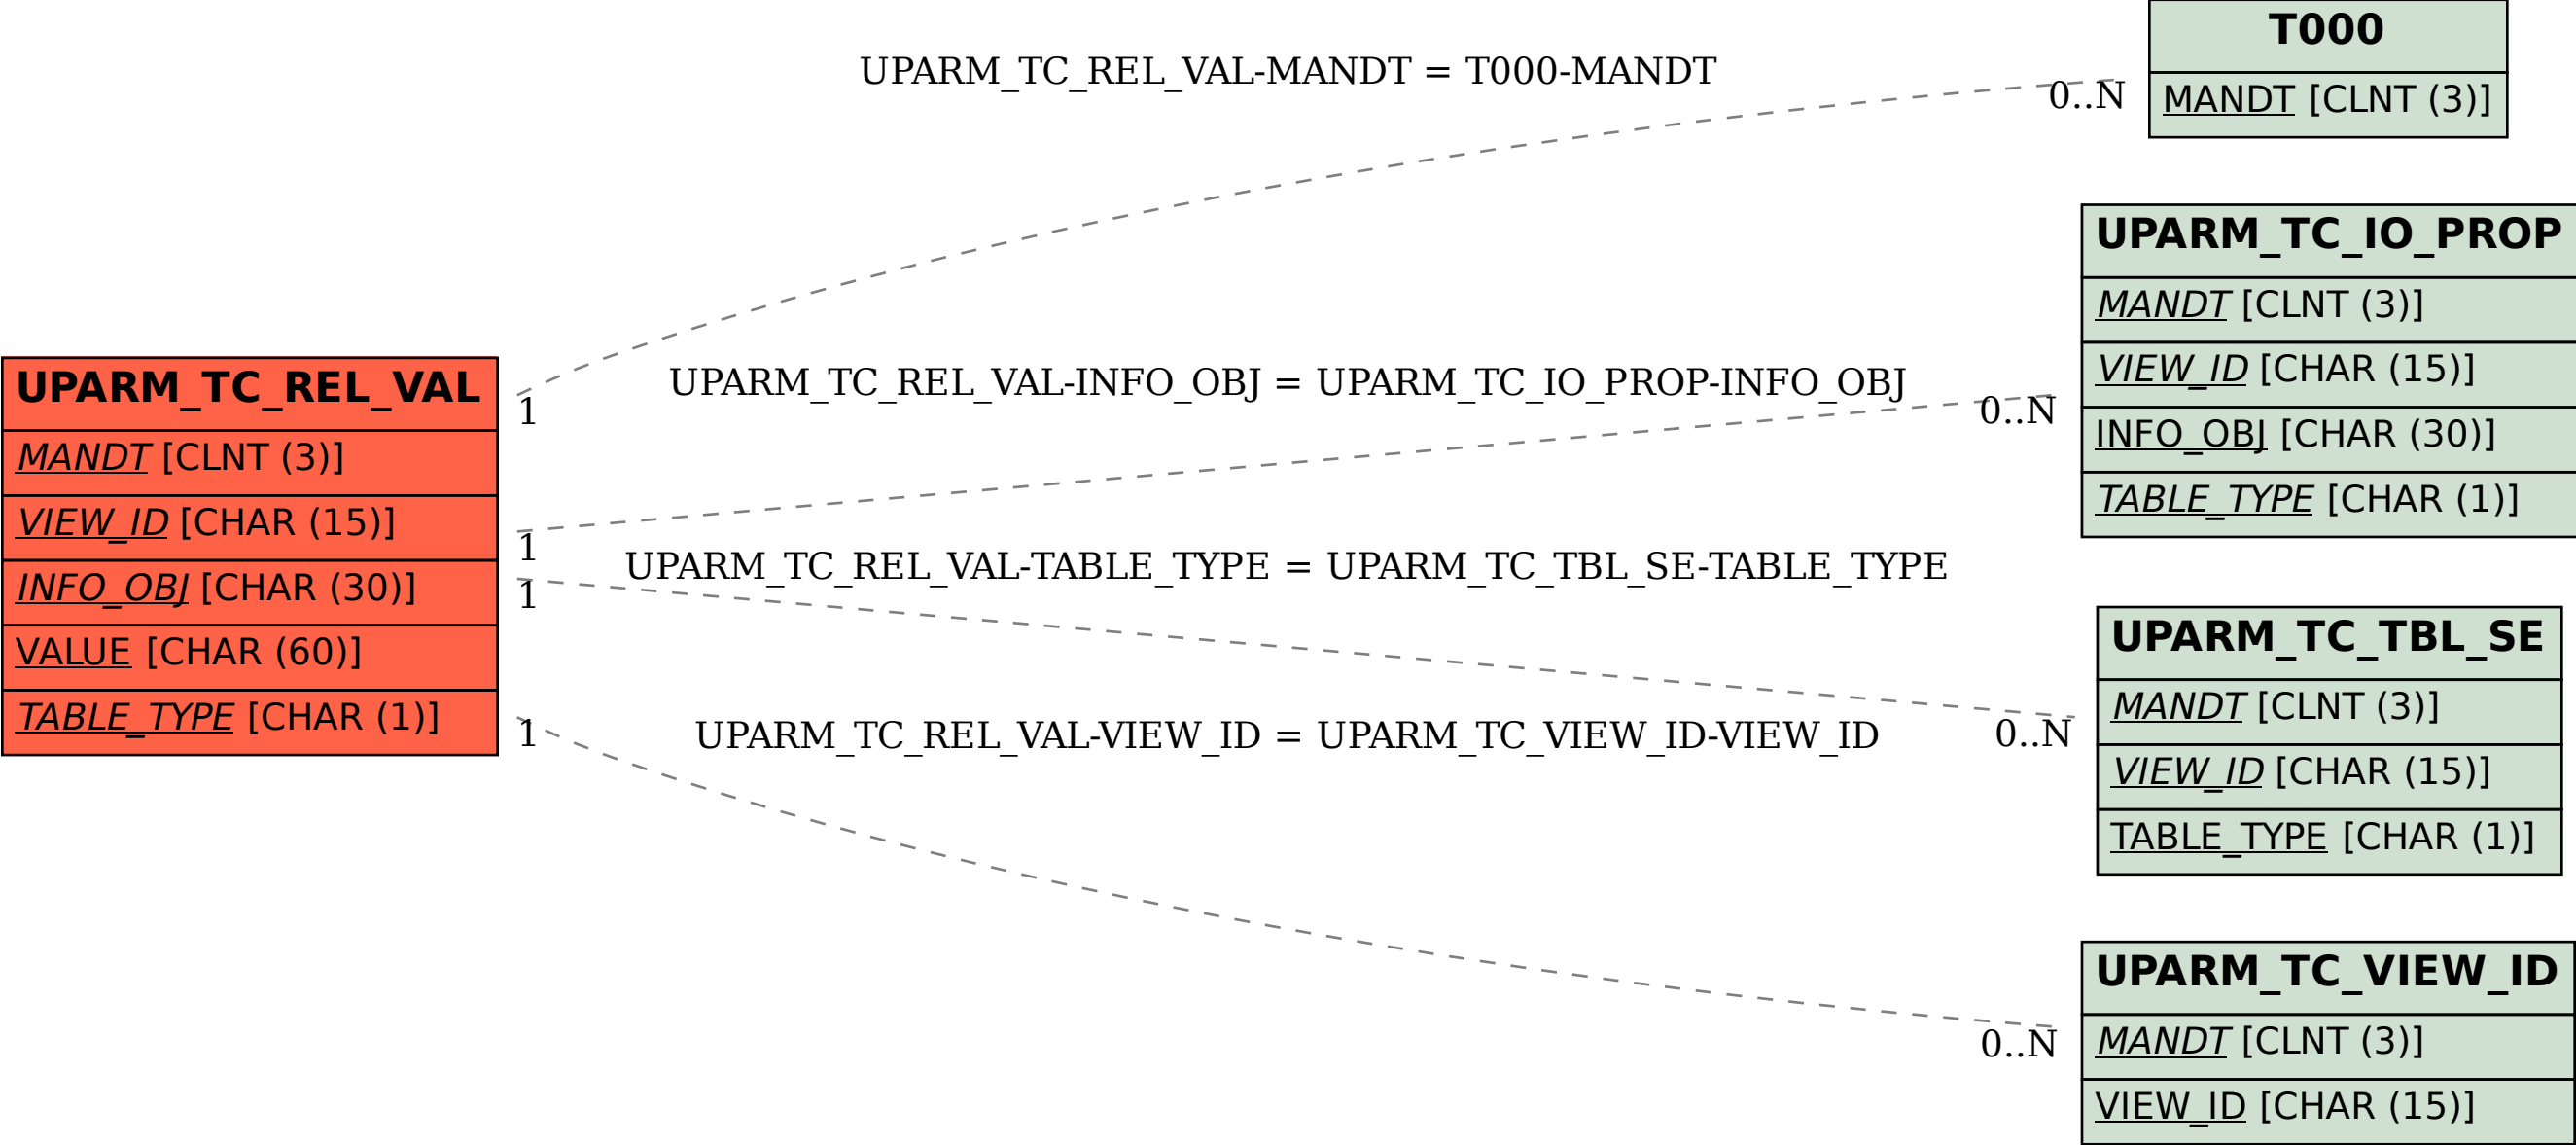 T000
MANDT [CLNT (3)]
UPARM_TC_REL_VAL-MANDT = T000-MANDT
0..N
UPARM_TC_IO_PROP
MANDT [CLNT (3)]
VIEW_ID [CHAR (15)]
INFO_OBJ [CHAR (30)]
TABLE_TYPE [CHAR (1)]
UPARM_TC_REL_VAL
MANDT [CLNT (3)]
VIEW_ID [CHAR (15)]
INFO_OBJ [CHAR (30)]
VALUE [CHAR (60)]
TABLE_TYPE [CHAR (1)]
1
UPARM_TC_REL_VAL-INFO_OBJ = UPARM_TC_IO_PROP-INFO_OBJ
0..N
1
1
UPARM_TC_REL_VAL-TABLE_TYPE = UPARM_TC_TBL_SE-TABLE_TYPE
0..N
UPARM_TC_TBL_SE
MANDT [CLNT (3)]
VIEW_ID [CHAR (15)]
TABLE_TYPE [CHAR (1)]
1
UPARM_TC_REL_VAL-VIEW_ID = UPARM_TC_VIEW_ID-VIEW_ID
0..N
UPARM_TC_VIEW_ID
MANDT [CLNT (3)]
VIEW_ID [CHAR (15)]